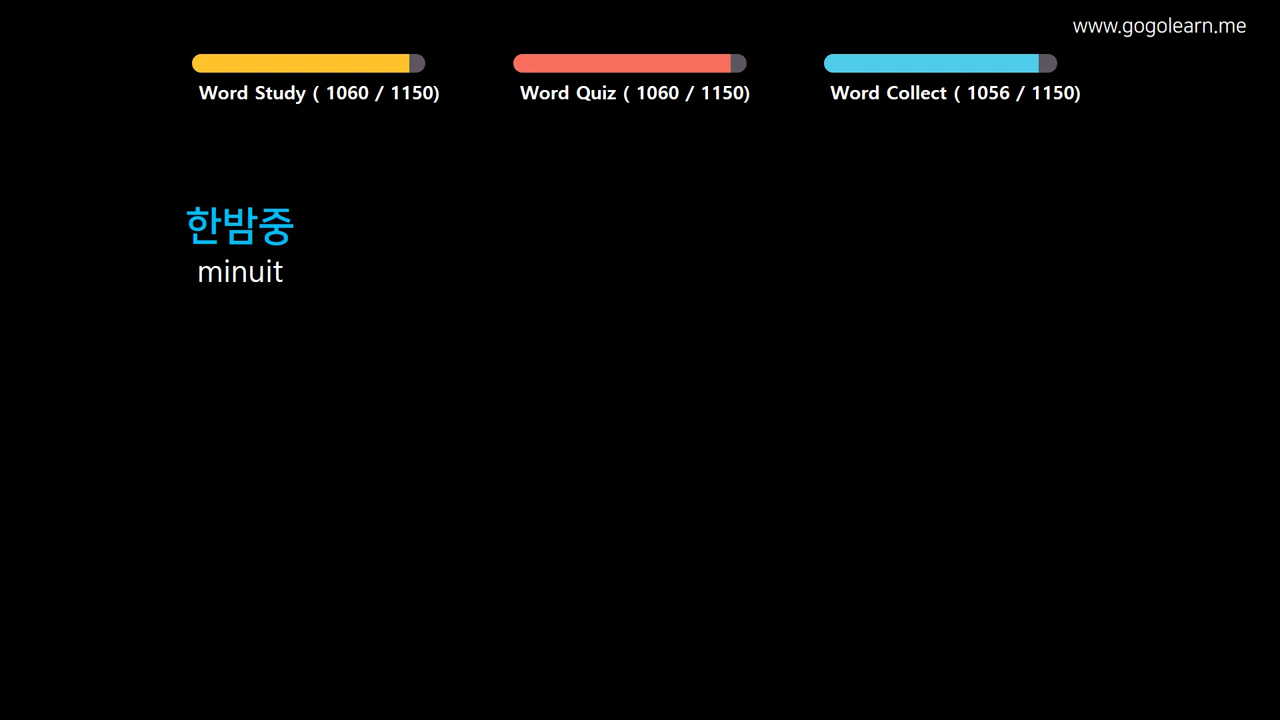 www.gogolearn.me
Word Study ( 1060 / 1150)
Word Quiz ( 1060 / 1150)
Word Collect ( 1056 / 1150)
한밤중
minuit